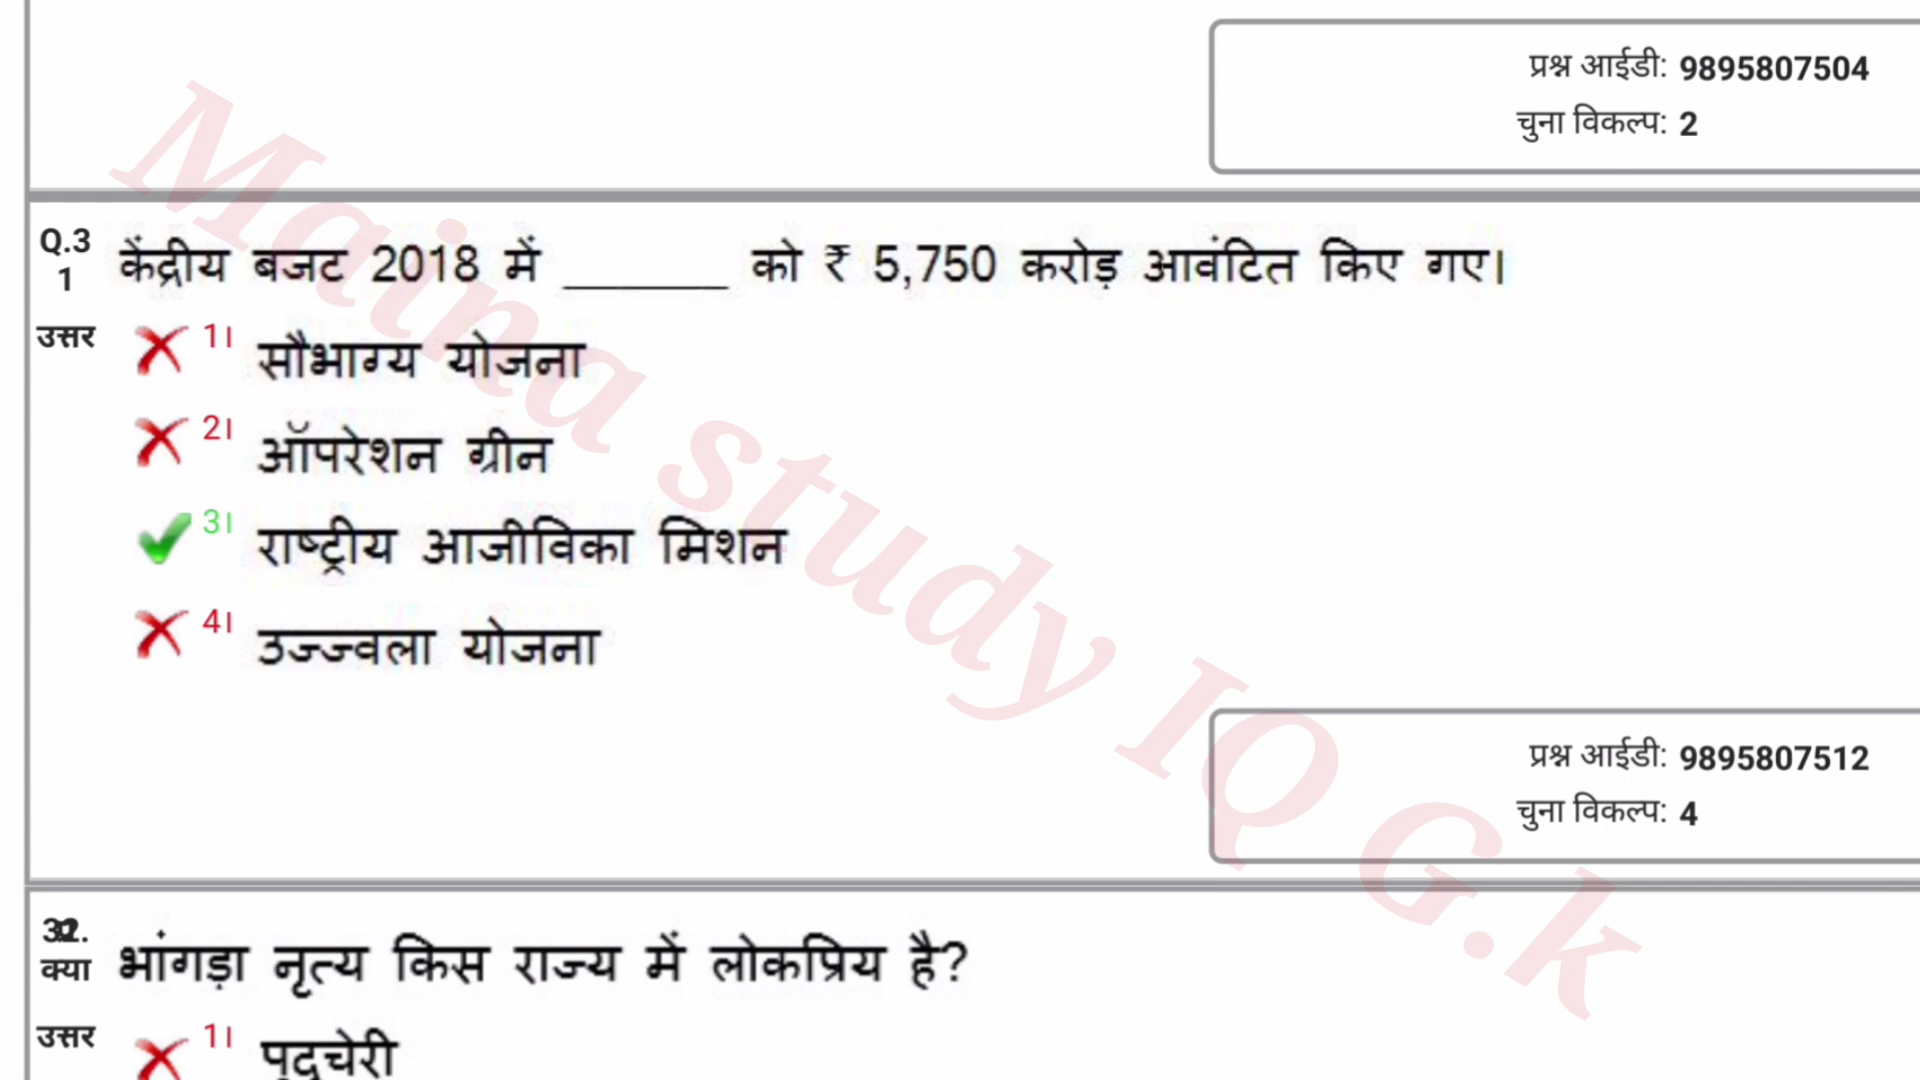 प्रश्न आईडी: 9895807504
चुना विकल्प: 2
Q.3
1
केंद्रीय बजट 2018 में ______ को ₹ 5,750 करोड़ आवंटित किए गए।
उत्तर
1। सौभाग्य योजना
2। ऑपरेशन ग्रीन
3। राष्ट्रीय आजीविका मिशन
4। उज्ज्वला योजना
प्रश्न आईडी: 9895807512
चुना विकल्प: 4
क्या
भांगड़ा नृत्य किस राज्य में लोकप्रिय है?
उत्तर
1। पुदुचेरी
Maina study IQ G.k